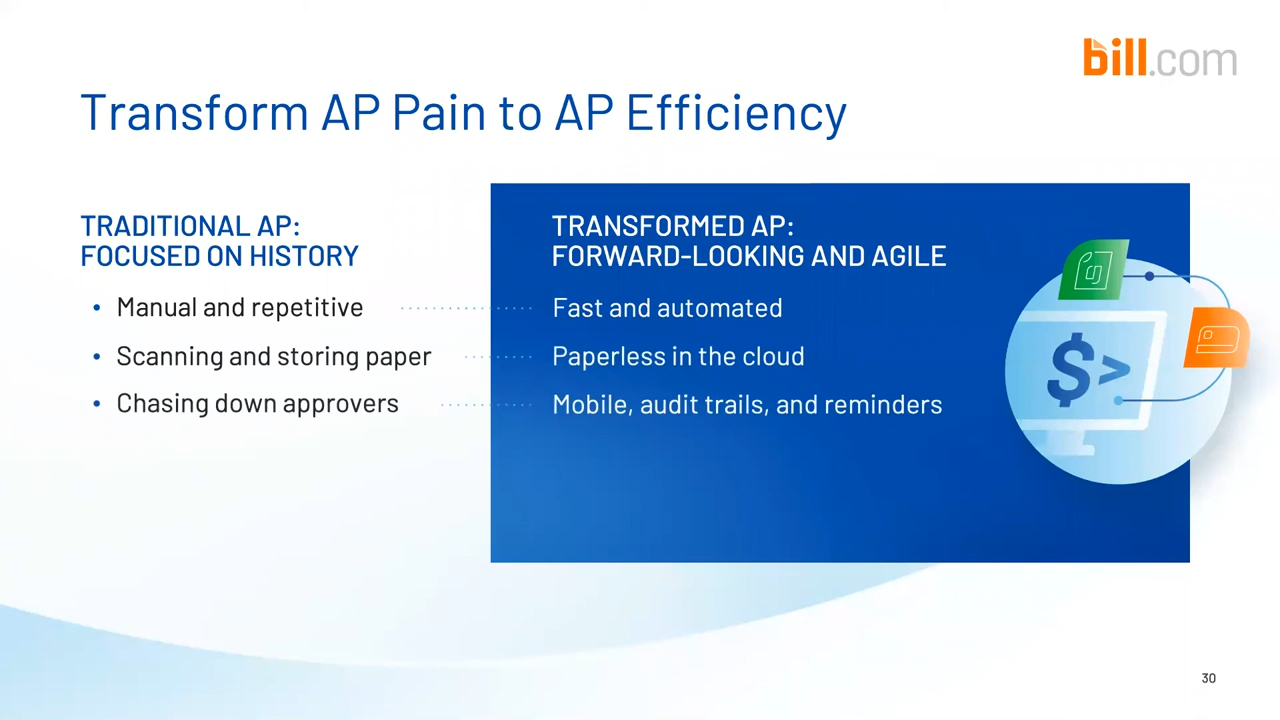 bill.com
Transform AP Pain to AP Efficiency
TRADITIONAL AP:
FOCUSED ON HISTORY
• Manual and repetitive
• Scanning and storing paper
• Chasing down approvers
TRANSFORMED AP:
FORWARD-LOOKING AND AGILE
Fast and automated
Paperless in the cloud
Mobile, audit trails, and reminders
$>
30